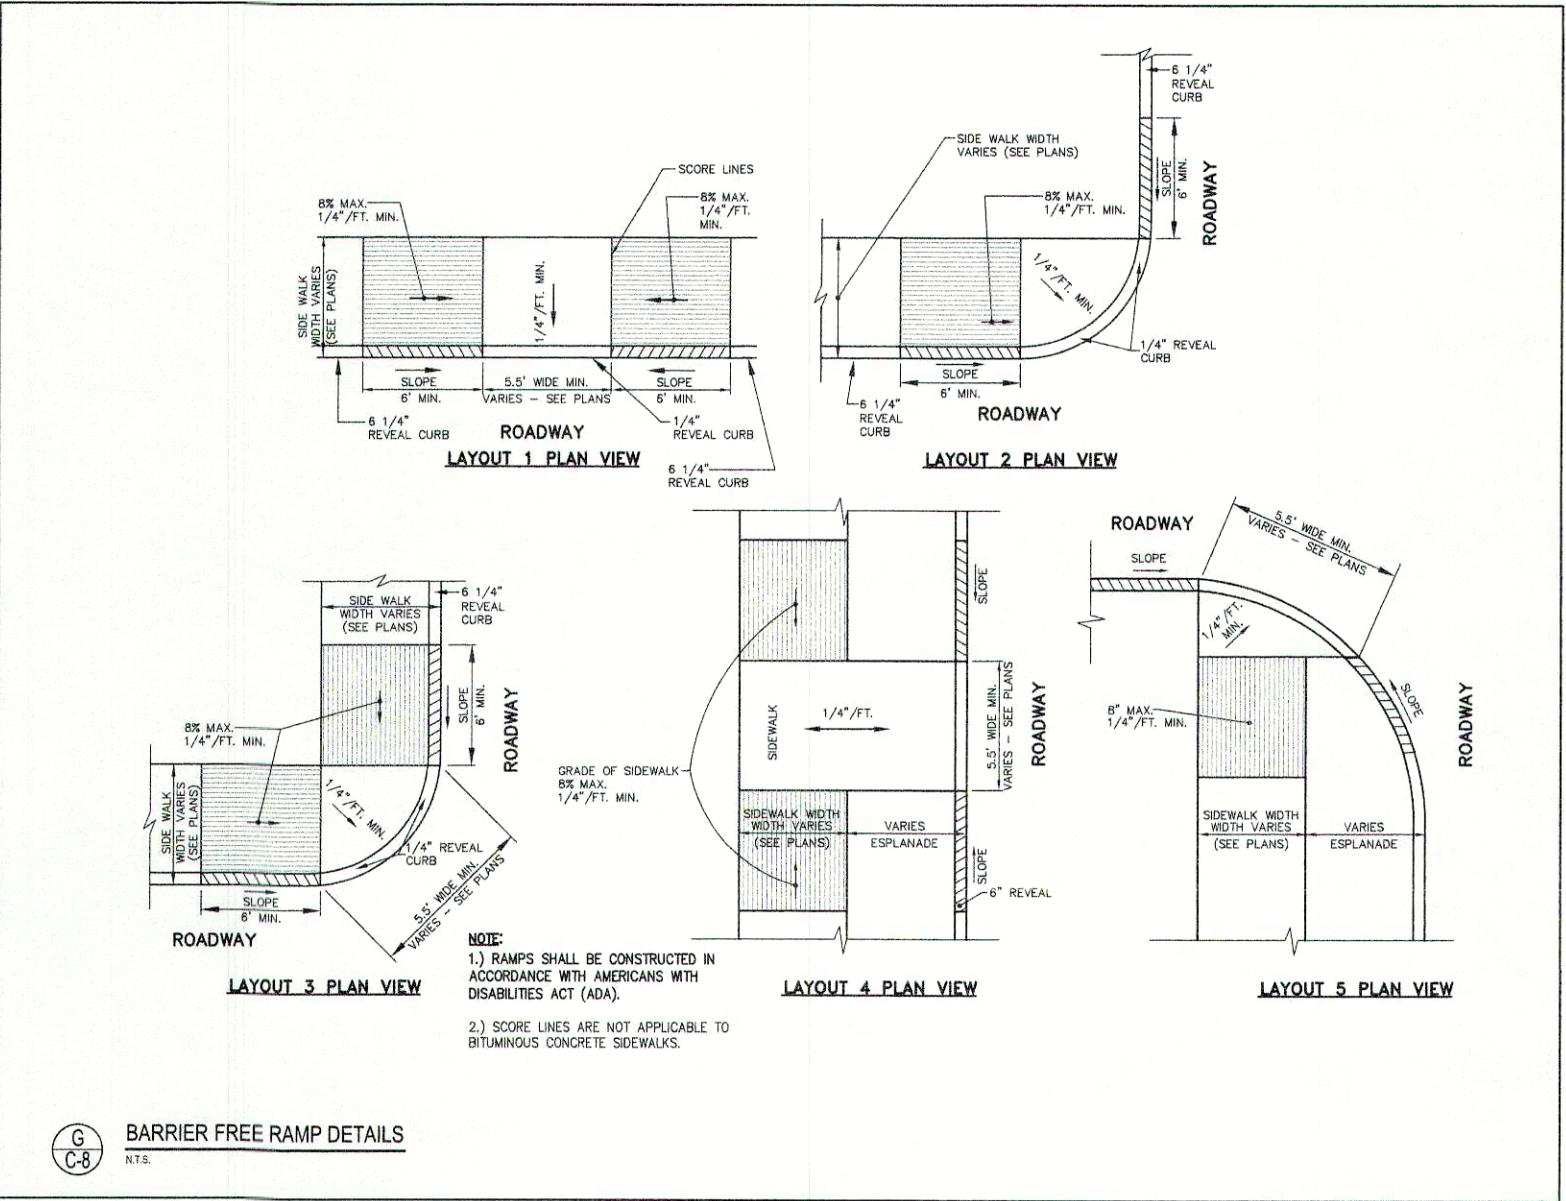 8% MAX.
1/4"/FT. MIN.
SCORE LINES
8% MAX.
1/4"/FT.
MIN.
SIDE WALK
WIDTH VARIES
(SEE PLANS)
1/4"/FT. MIN.
SLOPE
6' MIN.
5.5' WIDE MIN.
VARIES - SEE PLANS
SLOPE
6' MIN.
6 1/4"
REVEAL CURB
ROADWAY
1/4"
REVEAL CURB
6 1/4"
REVEAL CURB
LAYOUT 1 PLAN VIEW
6 1/4"
REVEAL
CURB
SIDE WALK WIDTH
VARIES (SEE PLANS)
8% MAX.
1/4"/FT. MIN.
SLOPE
6' MIN.
ROADWAY
1/4"/FT. MIN.
1/4" REVEAL
CURB
SLOPE
6' MIN.
6 1/4"
REVEAL
CURB
ROADWAY
LAYOUT 2 PLAN VIEW
SIDE WALK
WIDTH VARIES
(SEE PLANS)
6 1/4"
REVEAL
CURB
SLOPE
6' MIN.
ROADWAY
8% MAX.
1/4"/FT. MIN.
SIDE WALK
WIDTH VARIES
(SEE PLANS)
1/4"/FT. MIN.
1/4" REVEAL
CURB
5.5' WIDE MIN.
VARIES - SEE PLANS
SLOPE
6' MIN.
ROADWAY
LAYOUT 3 PLAN VIEW
NOTE:
1.) RAMPS SHALL BE CONSTRUCTED IN
ACCORDANCE WITH AMERICANS WITH
DISABILITIES ACT (ADA).
2.) SCORE LINES ARE NOT APPLICABLE TO
BITUMINOUS CONCRETE SIDEWALKS.
SLOPE
SIDEWALK
1/4"/FT.
5.5' WIDE MIN.
VARIES - SEE PLANS
ROADWAY
GRADE OF SIDEWALK
8% MAX.
1/4"/FT. MIN.
SIDEWALK WIDTH
WIDTH VARIES
(SEE PLANS)
VARIES
ESPLANADE
SLOPE
6" REVEAL
LAYOUT 4 PLAN VIEW
ROADWAY
SLOPE
5.5' WIDE MIN.
VARIES - SEE PLANS
1/4"/FT.
MIN.
8" MAX.
1/4"/FT. MIN.
SLOPE
ROADWAY
SIDEWALK WIDTH
WIDTH VARIES
(SEE PLANS)
VARIES
ESPLANADE
LAYOUT 5 PLAN VIEW
G
C-8
BARRIER FREE RAMP DETAILS
N.T.S.